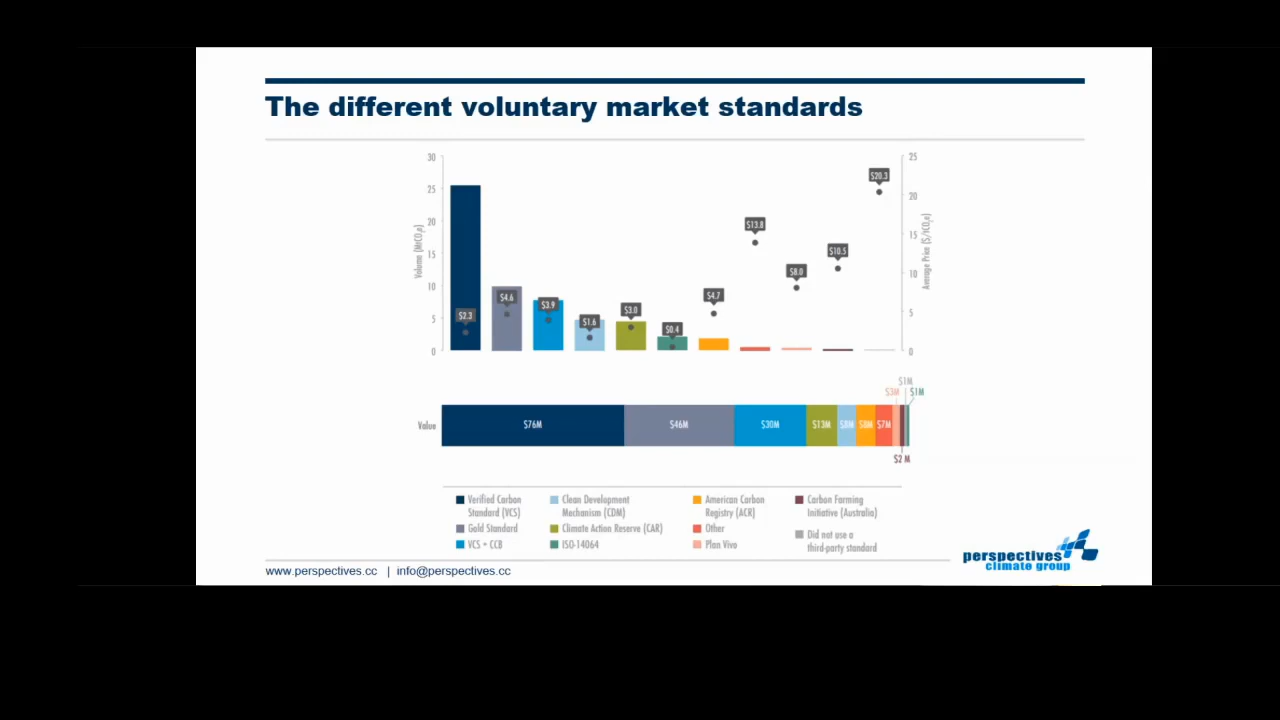 The different voluntary market standards
30
25
20
15
10
5
0
Volume (MtCO₂e)
$2.3
$4.6
$3.9
$1.6
$3.0
$0.4
$4.7
$13.8
$8.0
$10.5
$20.3
25
20
15
10
5
0
Average Price ($/tCO₂e)
Value
$76M
$46M
$30M
$13M
$8M
$8M
$7M
$3M
$2 M
$1M
$1M
Verified Carbon
Standard (VCS)
Gold Standard
VCS + CCB
Clean Development
Mechanism (CDM)
Climate Action Reserve (CAR)
ISO-14064
American Carbon
Registry (ACR)
Other
Plan Vivo
Carbon Farming
Initiative (Australia)
Did not use a
third-party standard
www.perspectives.cc | info@perspectives.cc
perspectives
climate group